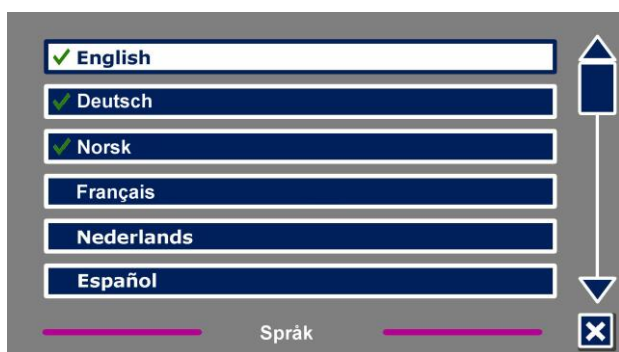 English
Deutsch
Norsk
Français
Nederlands
Español
Språk